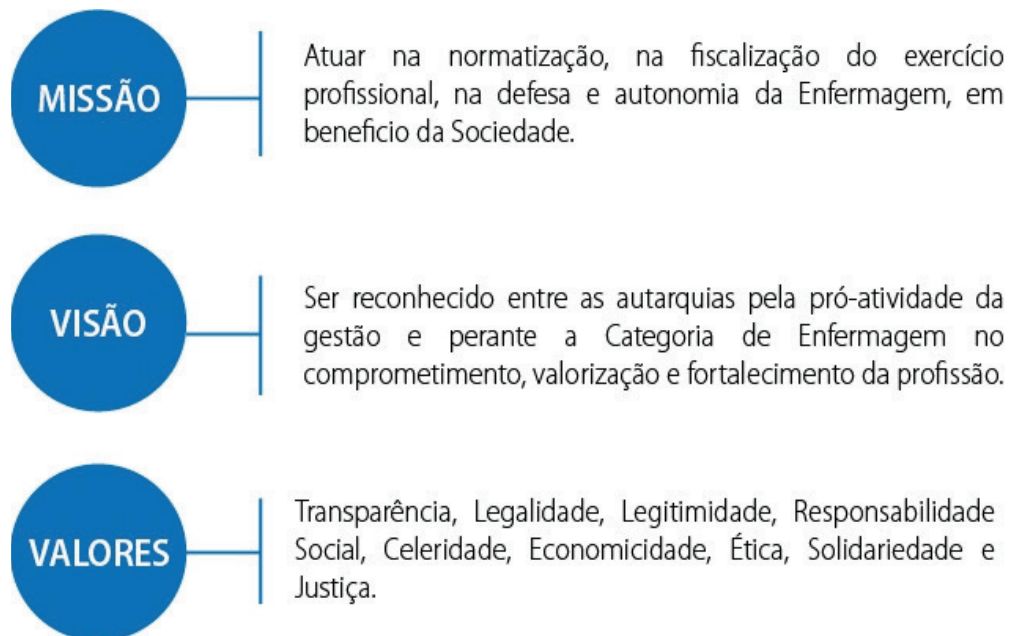 MISSÃO
Atuar na normatização, na fiscalização do exercício
profissional, na defesa e autonomia da Enfermagem, em
beneficio da Sociedade.
VISÃO
Ser reconhecido entre as autarquias pela pró-atividade da
gestão e perante a Categoria de Enfermagem no
comprometimento, valorização e fortalecimento da profissão.
VALORES
Transparência, Legalidade, Legitimidade, Responsabilidade
Social, Celeridade, Economicidade, Ética, Solidariedade e
Justiça.